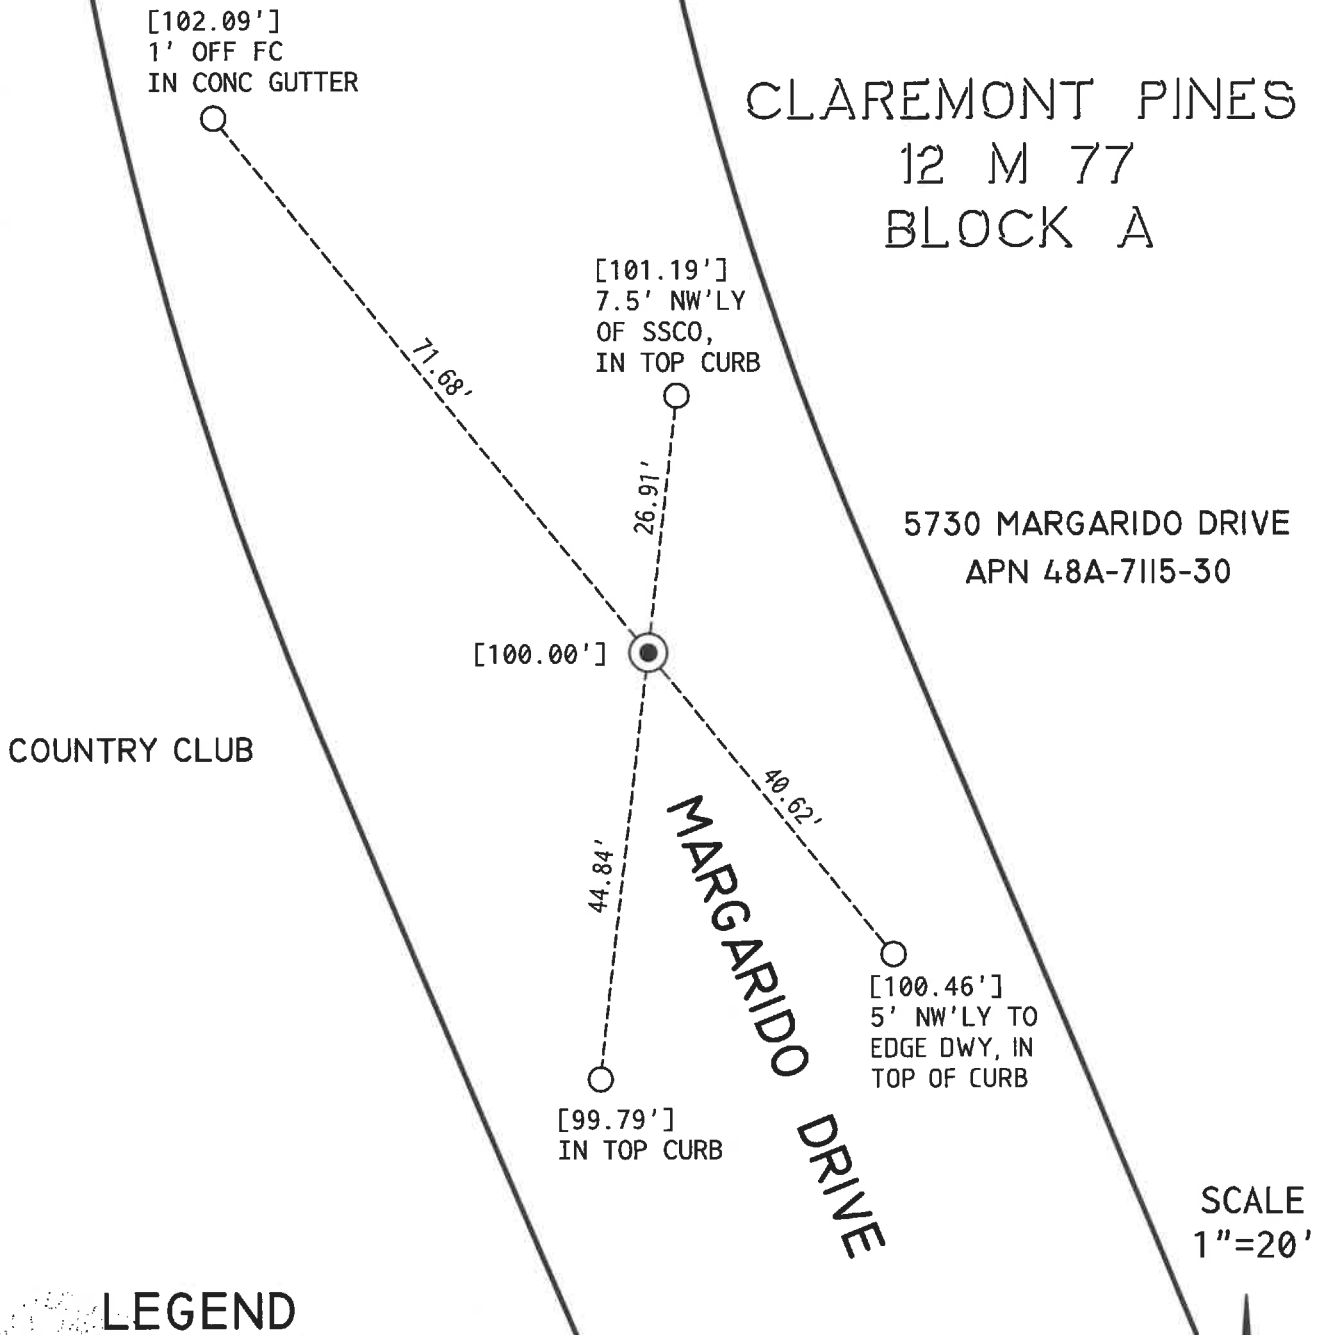 [102.09']
1' OFF FC
IN CONC GUTTER
CLAREMONT PINES
12 M 77
BLOCK A
[101.19']
7.5' NW'LY
OF SSCO,
IN TOP CURB
71.68'
26.91'
5730 MARGARIDO DRIVE
APN 48A-7115-30
[100.00']
COUNTRY CLUB
40.62'
44.84'
MARGARIDO DRIVE
[100.46']
5' NW'LY TO
EDGE DWY, IN
TOP OF CURB
[99.79']
IN TOP CURB
SCALE
1"=20'
LEGEND